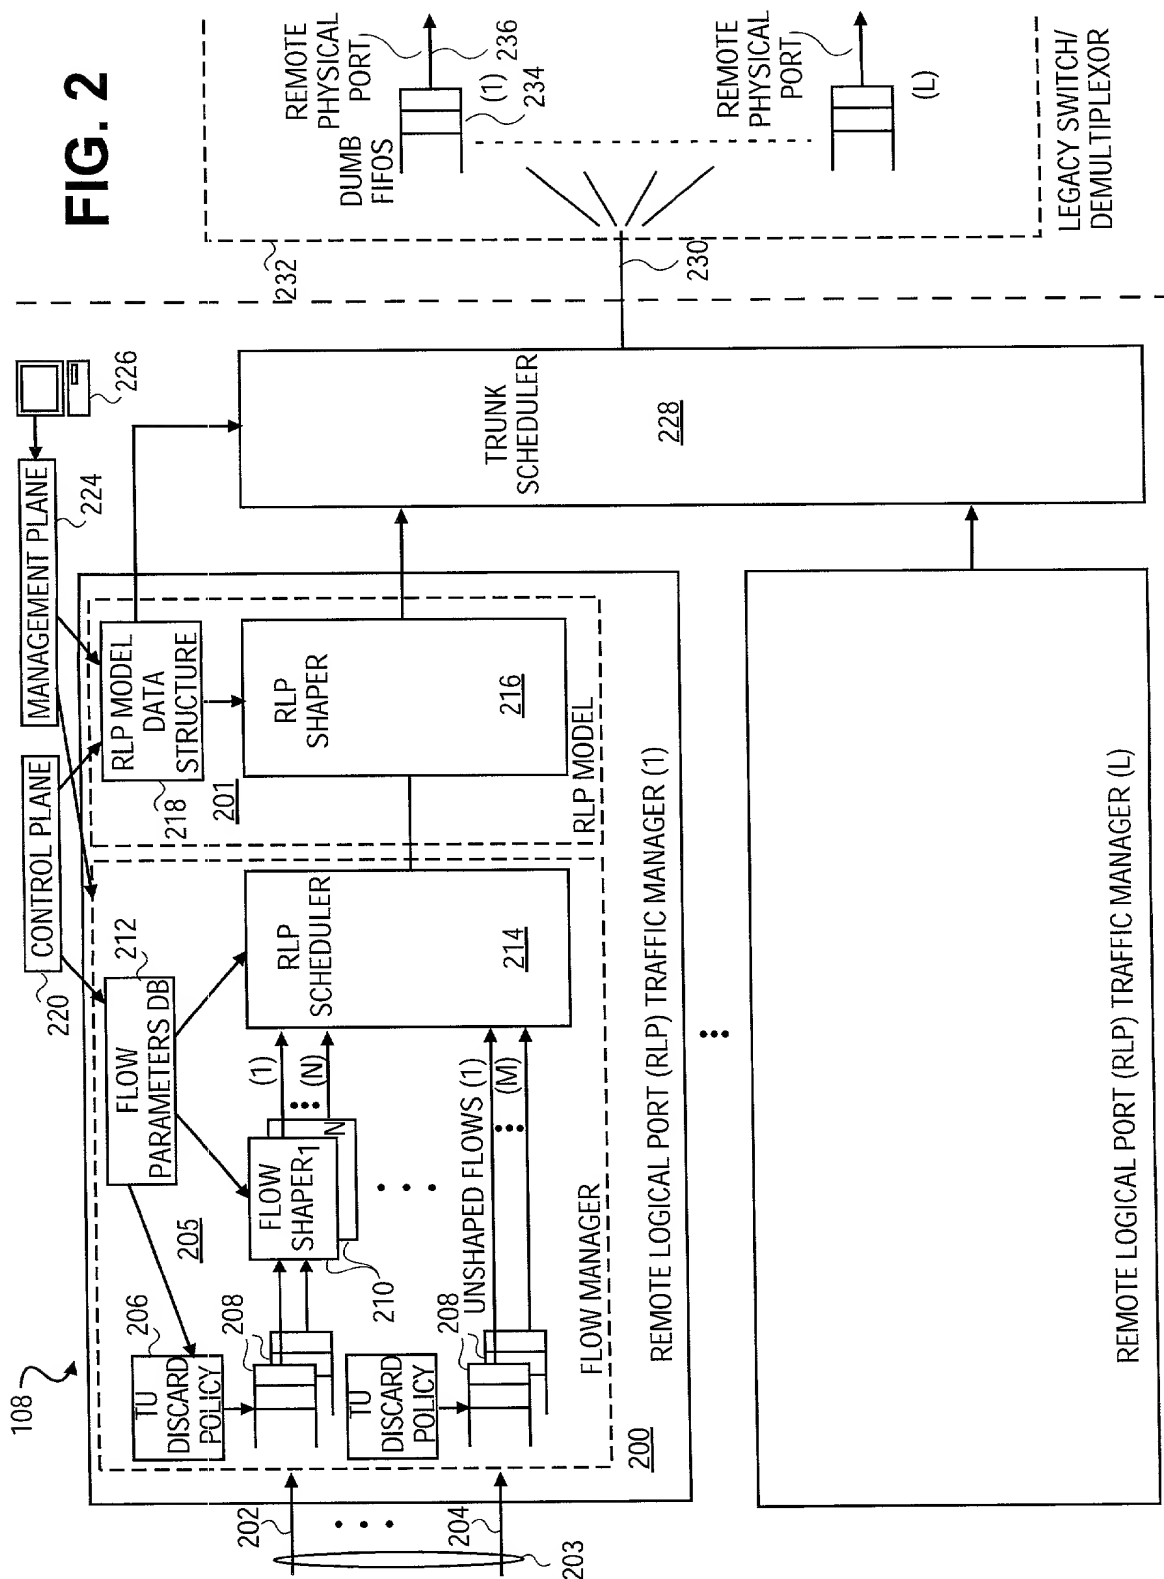 FIG. 2
108
CONTROL PLANE
220
MANAGEMENT PLANE
224
226
FLOW
PARAMETERS DB
212
RLP MODEL
DATA
STRUCTURE
218
201
TU
DISCARD
POLICY
206
205
208
FLOW
SHAPER 1
N
210
(1)
(N)
TU
DISCARD
POLICY
208
UNSHAPED FLOWS (1)
(M)
RLP
SCHEDULER
214
RLP
SHAPER
216
RLP MODEL
FLOW MANAGER
200
REMOTE LOGICAL PORT (RLP) TRAFFIC MANAGER (1)
REMOTE LOGICAL PORT (RLP) TRAFFIC MANAGER (L)
202
204
203
TRUNK
SCHEDULER
228
230
232
REMOTE
PHYSICAL
PORT
236
DUMB
FIFOS
(1)
234
REMOTE
PHYSICAL
PORT
(L)
LEGACY SWITCH/
DEMULTIPLEXOR